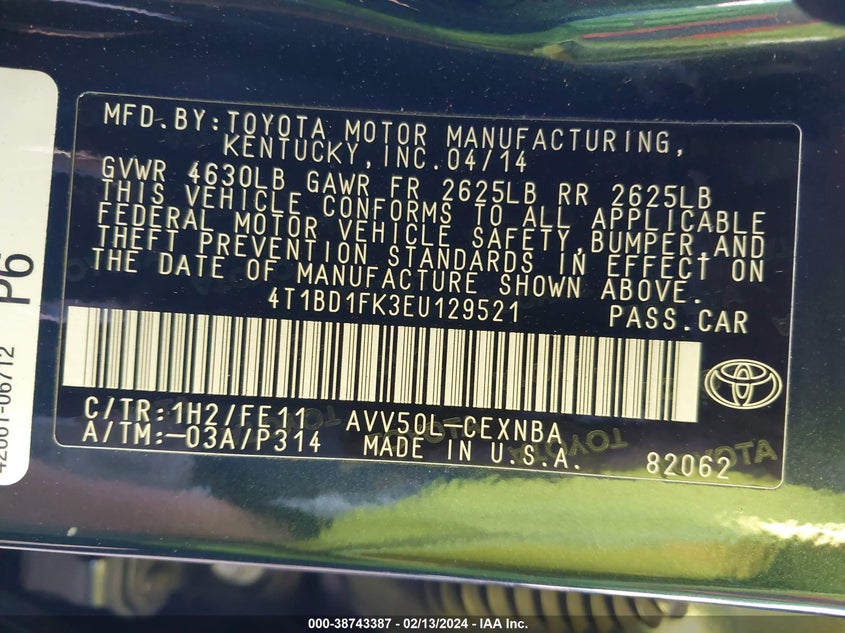 MFD.BY:TOYOTA MOTOR MANUFACTURING,
KENTUCKY,INC.04/14
GVWR 4630LB GAWR FR 2625LB RR 2625LB
THIS VEHICLE CONFORMS TO ALL APPLICABLE
FEDERAL MOTOR VEHICLE SAFETY,BUMPER,AND
THEFT PREVENTION STANDARDS IN EFFECT ON
THE DATE OF MANUFACTURE SHOWN ABOVE.
4T1BD1FK3EU129521 PASS.CAR
C/TR:1H2/FE11 AVV50L-CEXNBA
A/TM:-03A/P314 MADE IN U.S.A. 82062
TOYOTA
P6
000-38743387 - 02/13/2024 - IAA Inc.